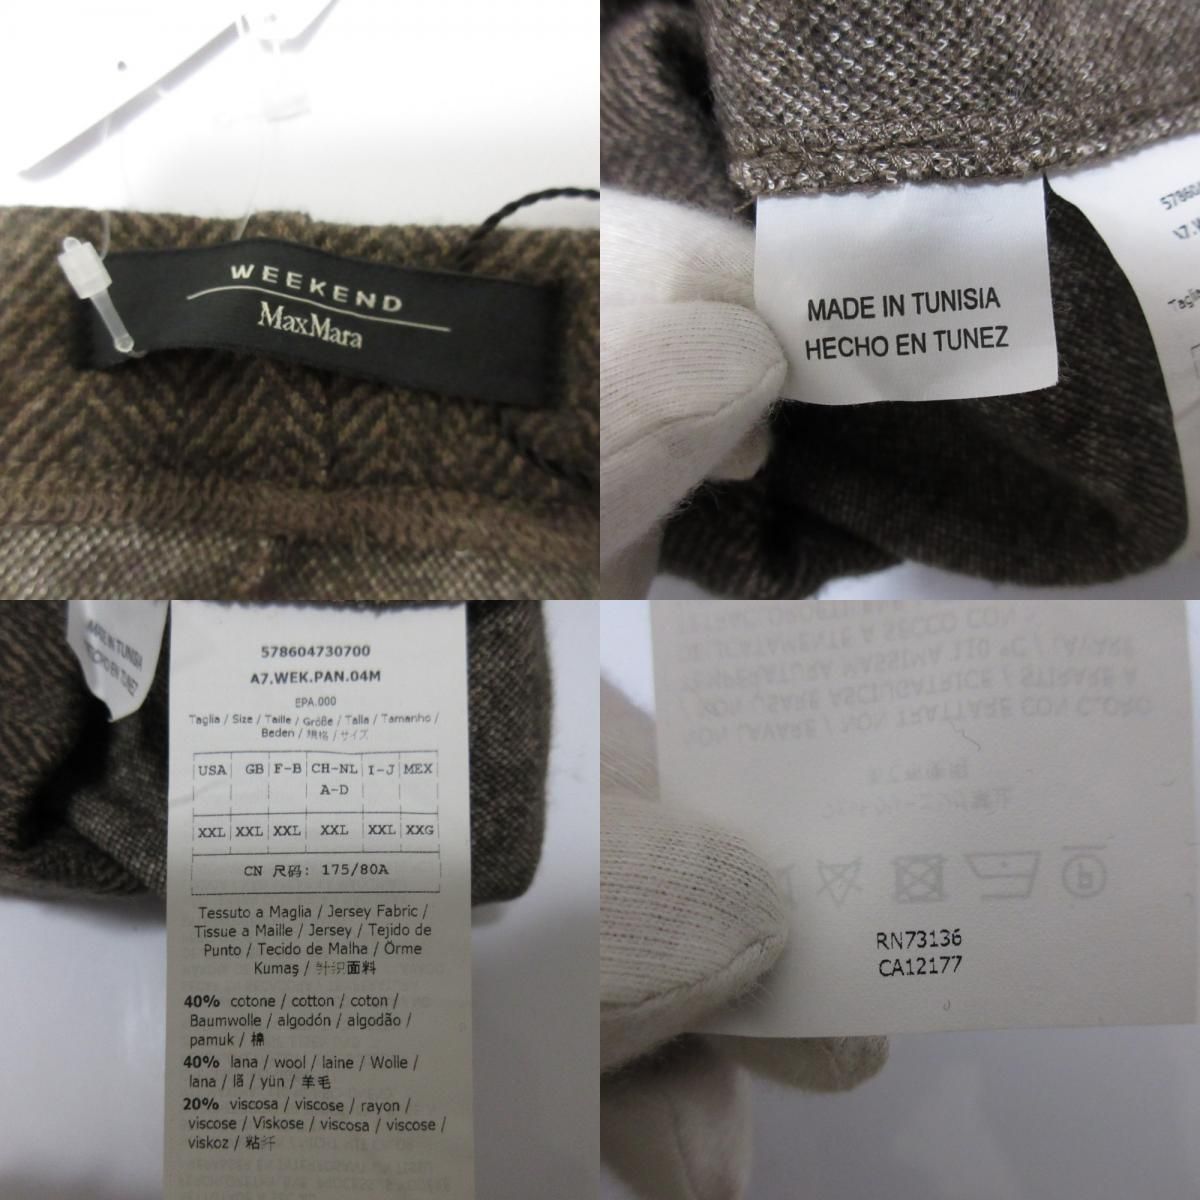 WEEKEND
MaxMara
MADE IN TUNISIA
HECHO EN TUNEZ
578604730700
A7.WEK.PAN.04M
EPA.000
Taglia / Size / Taille / Größe / Talla / Tamanho /
Beden / 規格 / サイズ
USA GB F-B CH-NL I-J MEX
A-D
XXL XXL XXL XXL XXL XXG
CN 尺码: 175/80A
Tessuto a Maglia / Jersey Fabric /
Tissue a Maille / Jersey / Tejido de
Punto / Tecido de Malha / Örme
Kumaş / 针织面料
40% cotone / cotton / coton /
Baumwolle / algodón / algodão /
pamuk / 棉
40% lana / wool / laine / Wolle /
lana / lã / yün / 羊毛
20% viscosa / viscose / rayon /
viscose / Viskose / viscosa / viscose /
viskoz / 粘纤
RN73136
CA12177